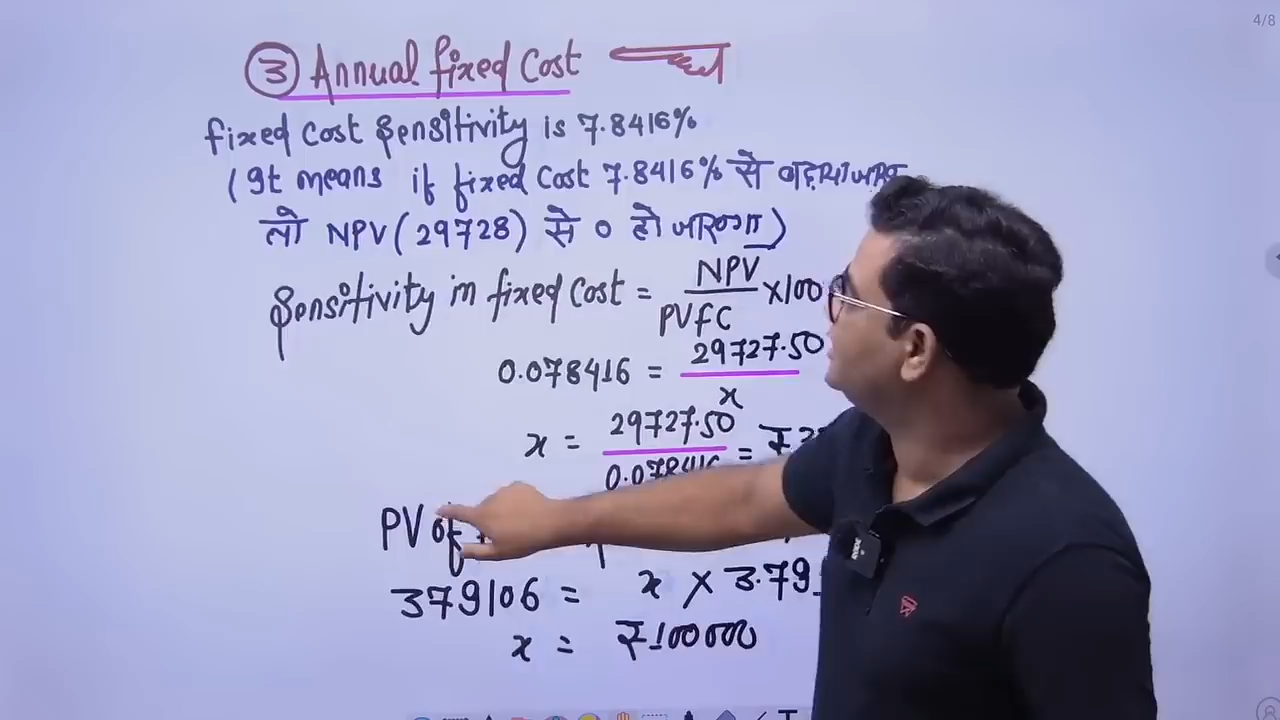 4/8
③ Annual fixed Cost
fixed Cost Sensitivity is 7.8416%
(It means if fixed Cost 7.8416% से
तो NPV (29728) से 0 हो जाएगा)
Sensitivity in fixed Cost = NPV / PVFC × 100
0.078416 = 29727.50 / x
x = 29727.50 / 0.078416 = ₹
PV of
379106 = x × 3.79
x = ₹100000